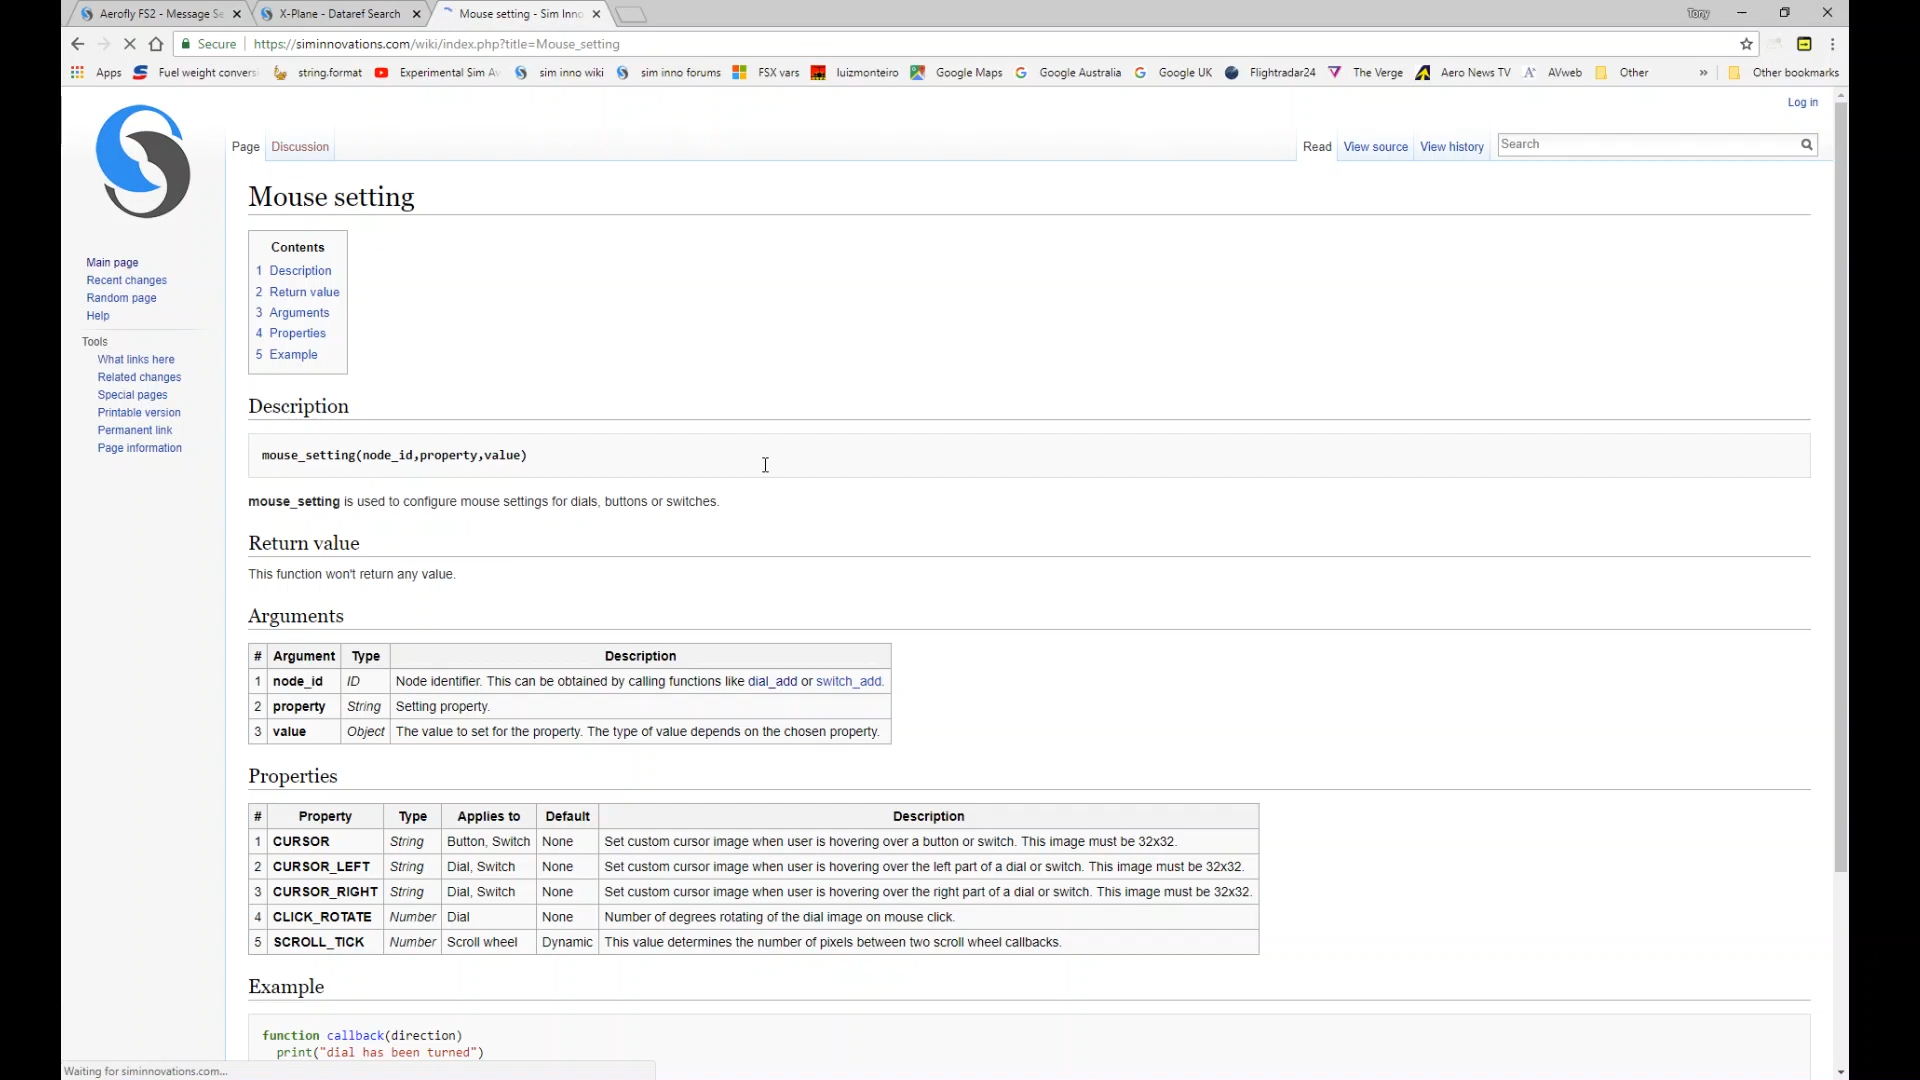 Aerofly FS2 - Message Se
X-Plane - Dataref Search
Mouse setting - Sim Inno
Tony
Secure
https://siminnovations.com/wiki/index.php?title=Mouse_setting
Apps
Fuel weight conversi
string.format
Experimental Sim Av
sim inno wiki
sim inno forums
FSX vars
luizmonteiro
Google Maps
Google Australia
Google UK
Flightradar24
The Verge
Aero News TV
AVweb
Other
»
Other bookmarks
Log in
Page
Discussion
Read
View source
View history
Search
Main page
Recent changes
Random page
Help
Tools
What links here
Related changes
Special pages
Printable version
Permanent link
Page information
Mouse setting
Contents
1 Description
2 Return value
3 Arguments
4 Properties
5 Example
Description
mouse_setting(node_id,property,value)
mouse_setting is used to configure mouse settings for dials, buttons or switches.
Return value
This function won't return any value.
Arguments
# Argument Type Description
1 node_id ID Node identifier. This can be obtained by calling functions like dial_add or switch_add.
2 property String Setting property.
3 value Object The value to set for the property. The type of value depends on the chosen property.
Properties
# Property Type Applies to Default Description
1 CURSOR String Button, Switch None Set custom cursor image when user is hovering over a button or switch. This image must be 32x32.
2 CURSOR_LEFT String Dial, Switch None Set custom cursor image when user is hovering over the left part of a dial or switch. This image must be 32x32.
3 CURSOR_RIGHT String Dial, Switch None Set custom cursor image when user is hovering over the right part of a dial or switch. This image must be 32x32.
4 CLICK_ROTATE Number Dial None Number of degrees rotating of the dial image on mouse click.
5 SCROLL_TICK Number Scroll wheel Dynamic This value determines the number of pixels between two scroll wheel callbacks.
Example
function callback(direction)
print("dial has been turned")
Waiting for siminnovations.com...